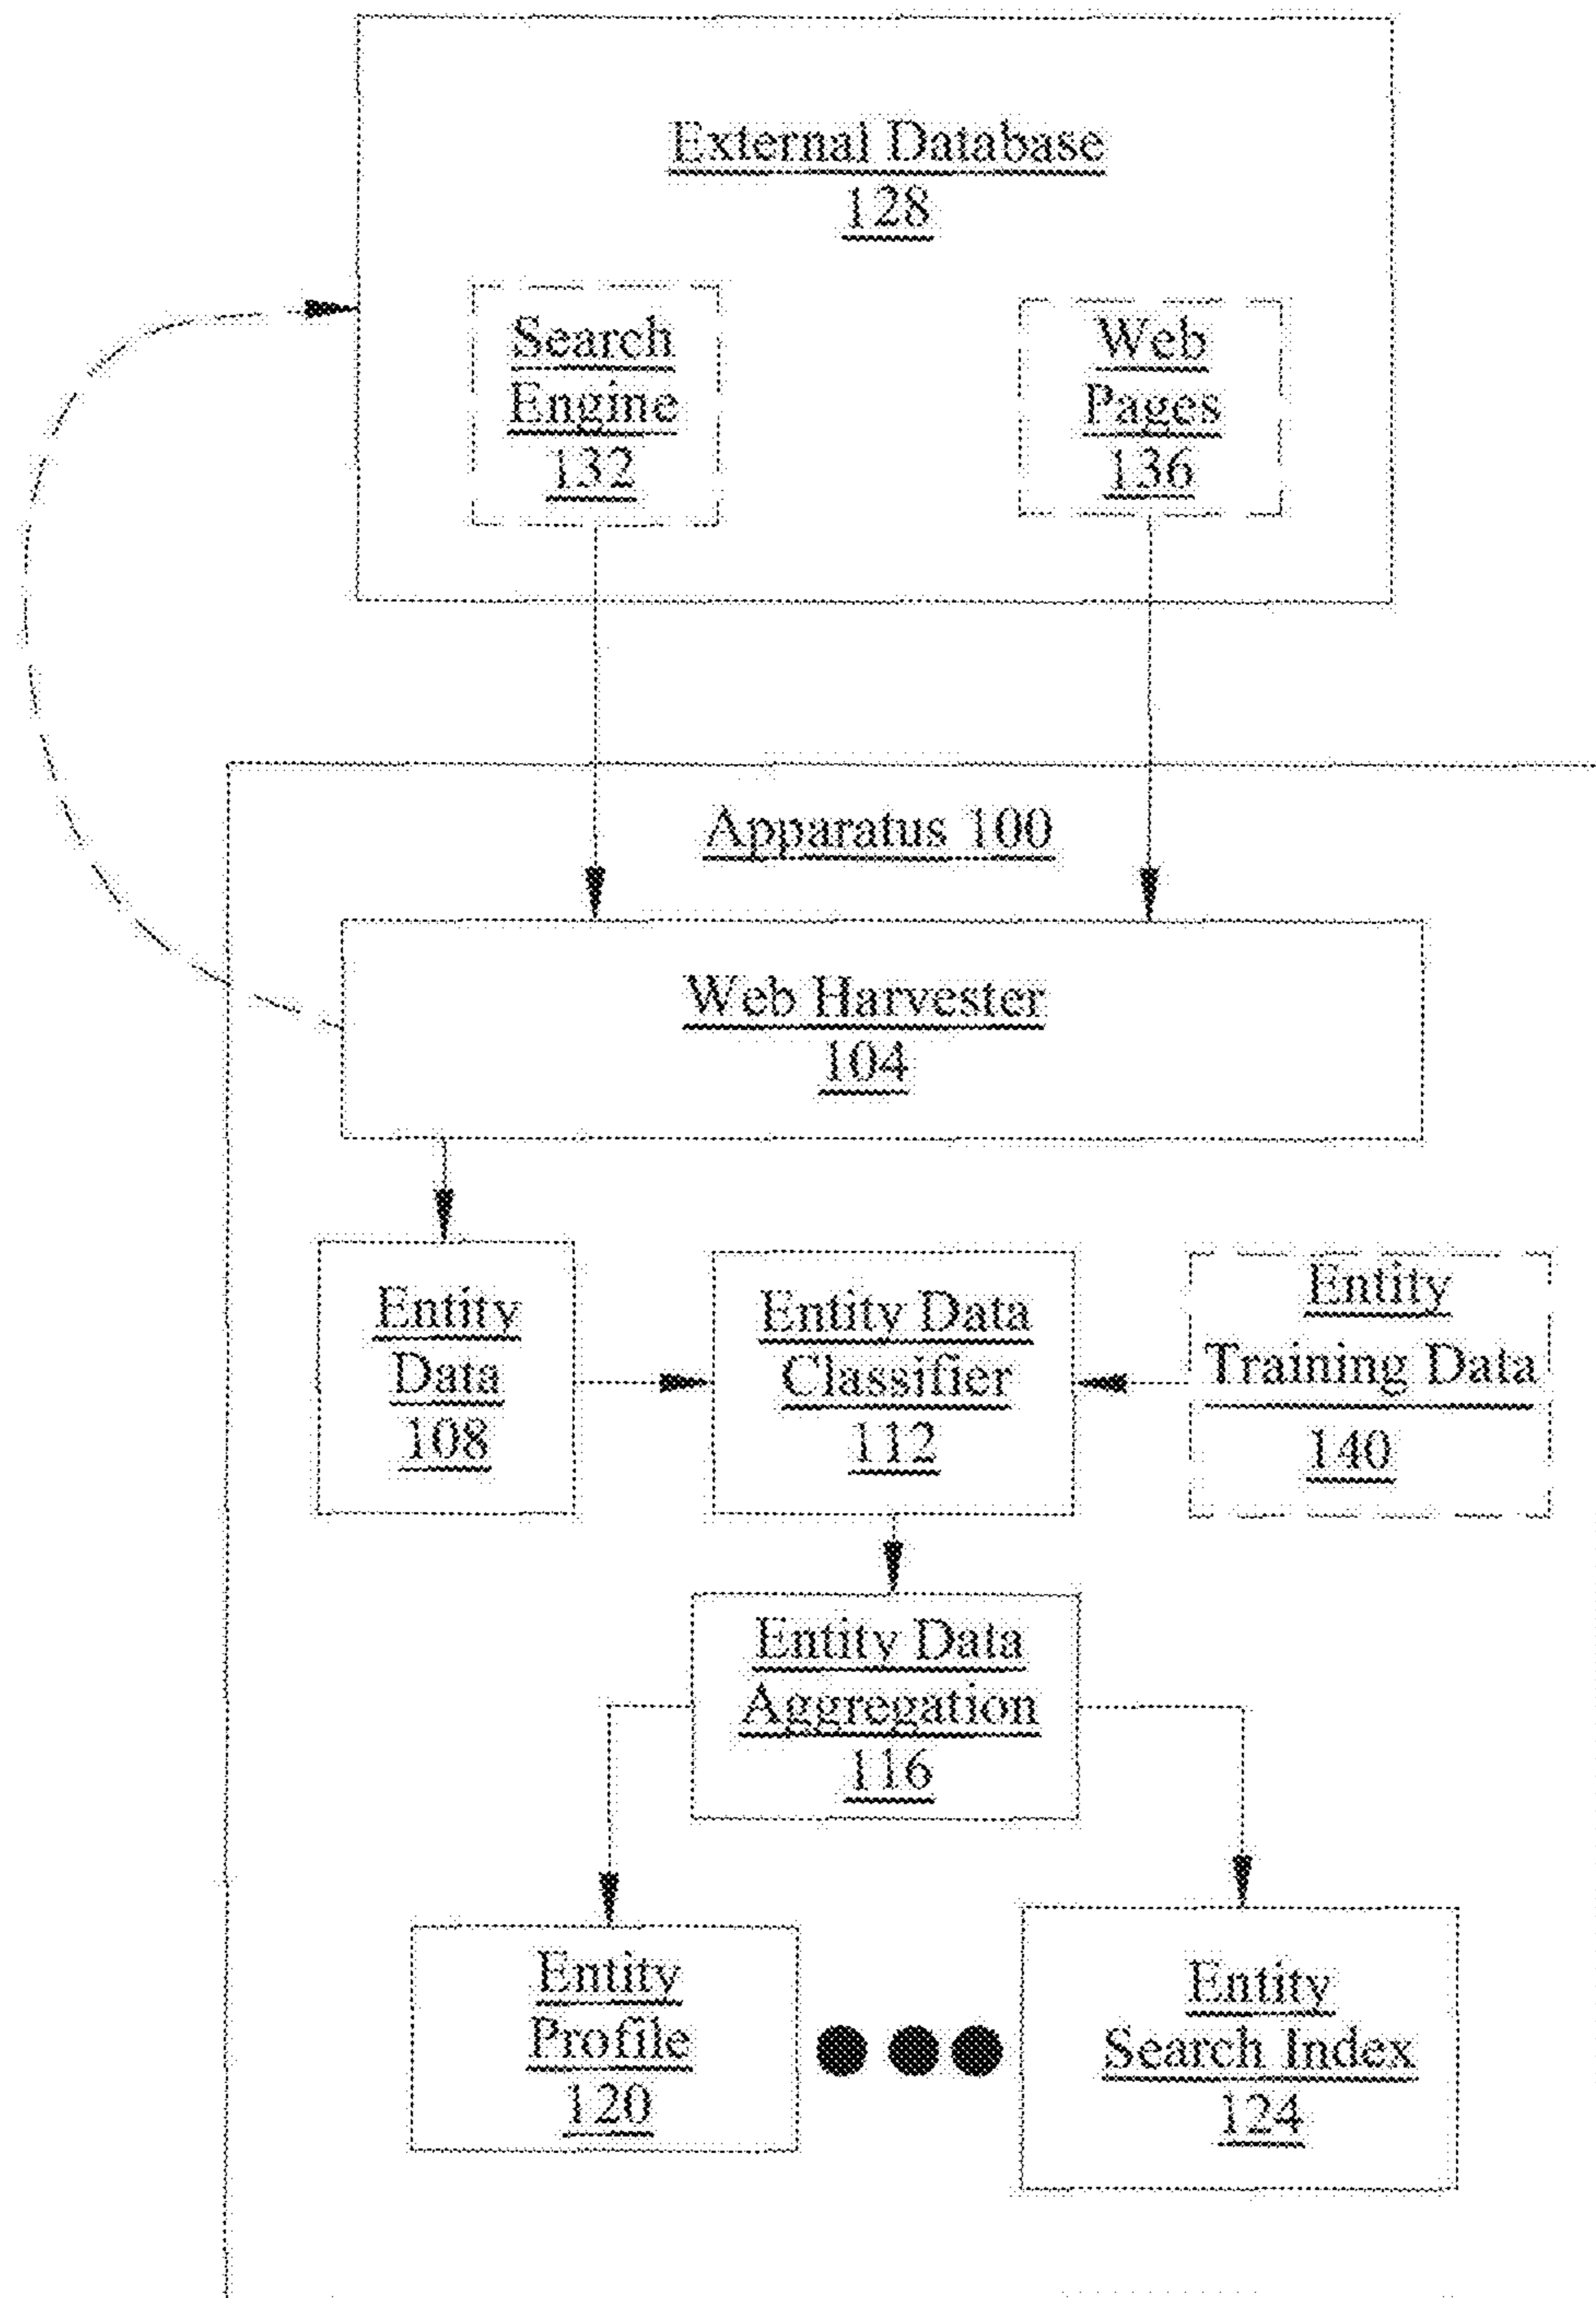 External Database
128
Search
Engine
132
Web
Pages
136
Apparatus 100
Web Harvester
104
Entity
Data
108
Entity Data
Classifier
112
Entity
Training Data
140
Entity Data
Aggregation
116
Entity
Profile
120
Entity
Search Index
124